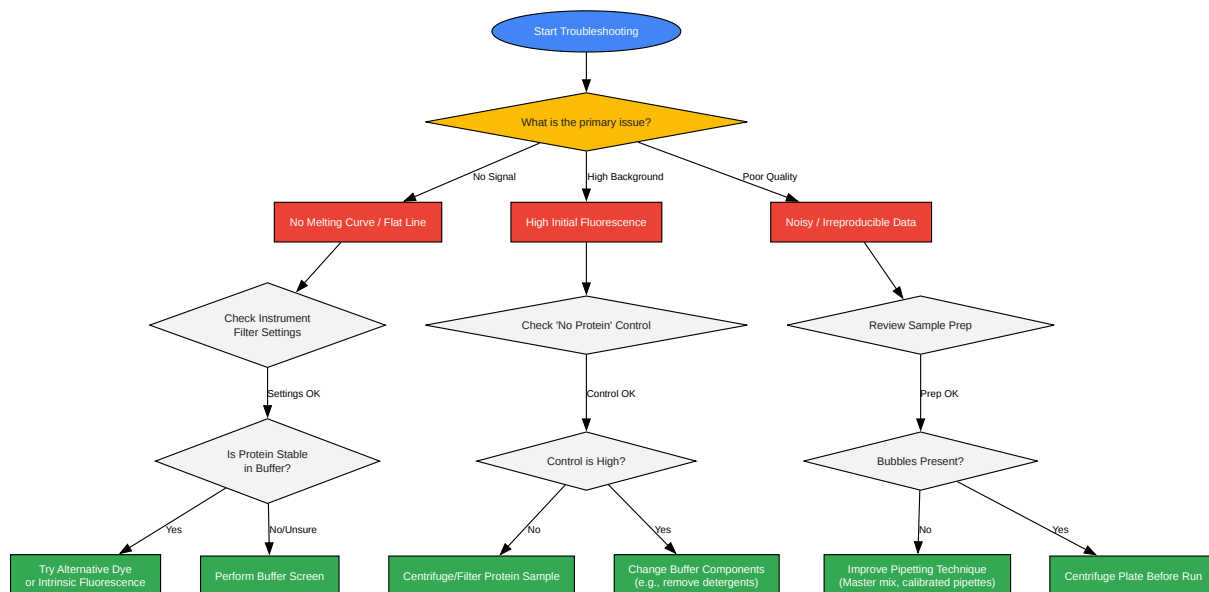 Start Troubleshooting
What is the primary issue?
No Signal
High Background
Poor Quality
No Melting Curve / Flat Line
High Initial Fluorescence
Noisy / Irreproducible Data
Check Instrument
Filter Settings
Check 'No Protein' Control
Review Sample Prep
Settings OK
Control OK
Prep OK
Is Protein Stable
in Buffer?
Control is High?
Bubbles Present?
Yes
No/Unsure
No
Yes
No
Yes
Try Alternative Dye
or Intrinsic Fluorescence
Perform Buffer Screen
Centrifuge/Filter Protein Sample
Change Buffer Components
(e.g., remove detergents)
Improve Pipetting Technique
(Master mix, calibrated pipettes)
Centrifuge Plate Before Run